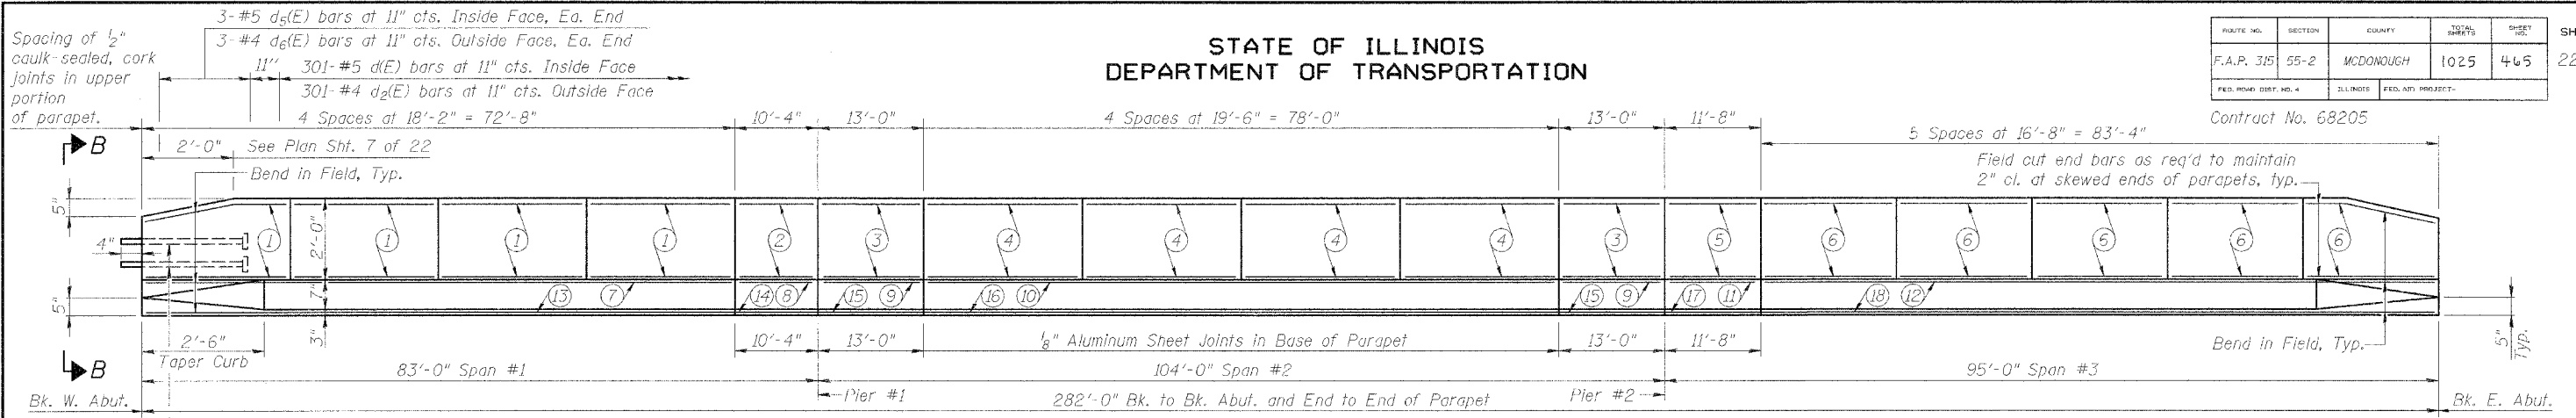 3-#5 d5(E) bars at 11" cts. Inside Face, Ea. End
3-#4 d6(E) bars at 11" cts. Outside Face, Ea. End
Spacing of 1/2"
caulk-sealed, cork
joints in upper
portion
of parapet.
11"
301-#5 d(E) bars at 11" cts. Inside Face
301-#4 d2(E) bars at 11" cts. Outside Face
STATE OF ILLINOIS
DEPARTMENT OF TRANSPORTATION
ROUTE NO. SECTION COUNTY TOTAL SHEETS SHEET NO.
F.A.P. 315 55-2 MCDONOUGH 1025 465
FED. ROAD DIST. NO. 4 ILLINOIS FED. AID PROJECT-
SH
22
Contract No. 68205
4 Spaces at 18'-2" = 72'-8" 10'-4" 13'-0" 4 Spaces at 19'-6" = 78'-0" 13'-0" 11'-8" 5 Spaces at 16'-8" = 83'-4"
B
2'-0" See Plan Sht. 7 of 22
Bend in Field, Typ.
Field cut end bars as req'd to maintain
2" cl. at skewed ends of parapets, typ.
5"
4"
1 1 1 1 2 3 4 4 4 4 3 5 6 6 6 6 6
2'-0"
7"
3"
5"
13 7 14 8 15 9 16 10 15 9 17 11 18 12
2'-6"
Taper Curb
10'-4" 13'-0" 1/8" Aluminum Sheet Joints in Base of Parapet 13'-0" 11'-8"
Bend in Field, Typ.
5"
Typ.
B
83'-0" Span #1 104'-0" Span #2 95'-0" Span #3
Bk. W. Abut. Pier #1 282'-0" Bk. to Bk. Abut. and End to End of Parapet Pier #2 Bk. E. Abut.